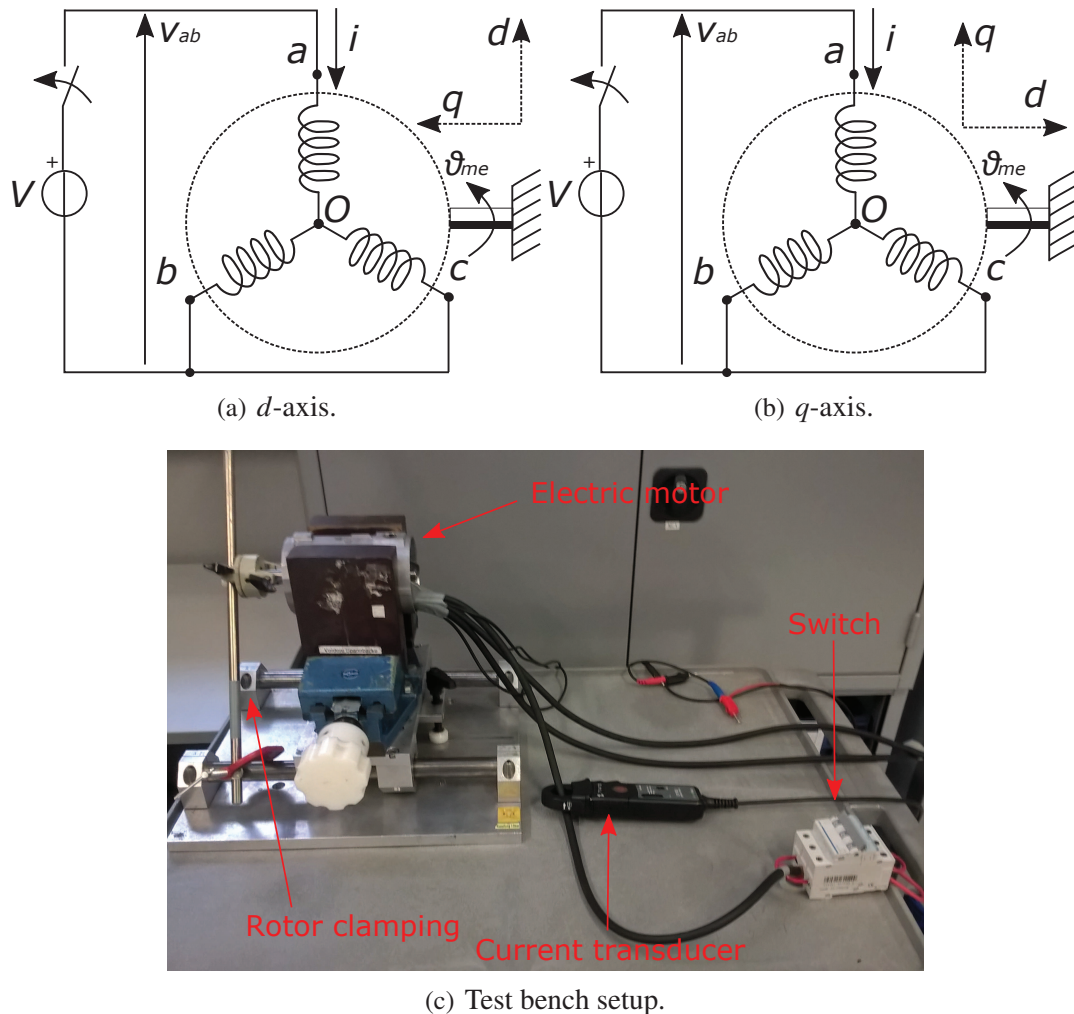 v_ab
i
a
d
q
ϑ_me
+
V
O
b
c
(a) d-axis.
v_ab
i
a
q
d
ϑ_me
+
V
O
b
c
(b) q-axis.
Electric motor
Switch
Rotor clamping
Current transducer
(c) Test bench setup.